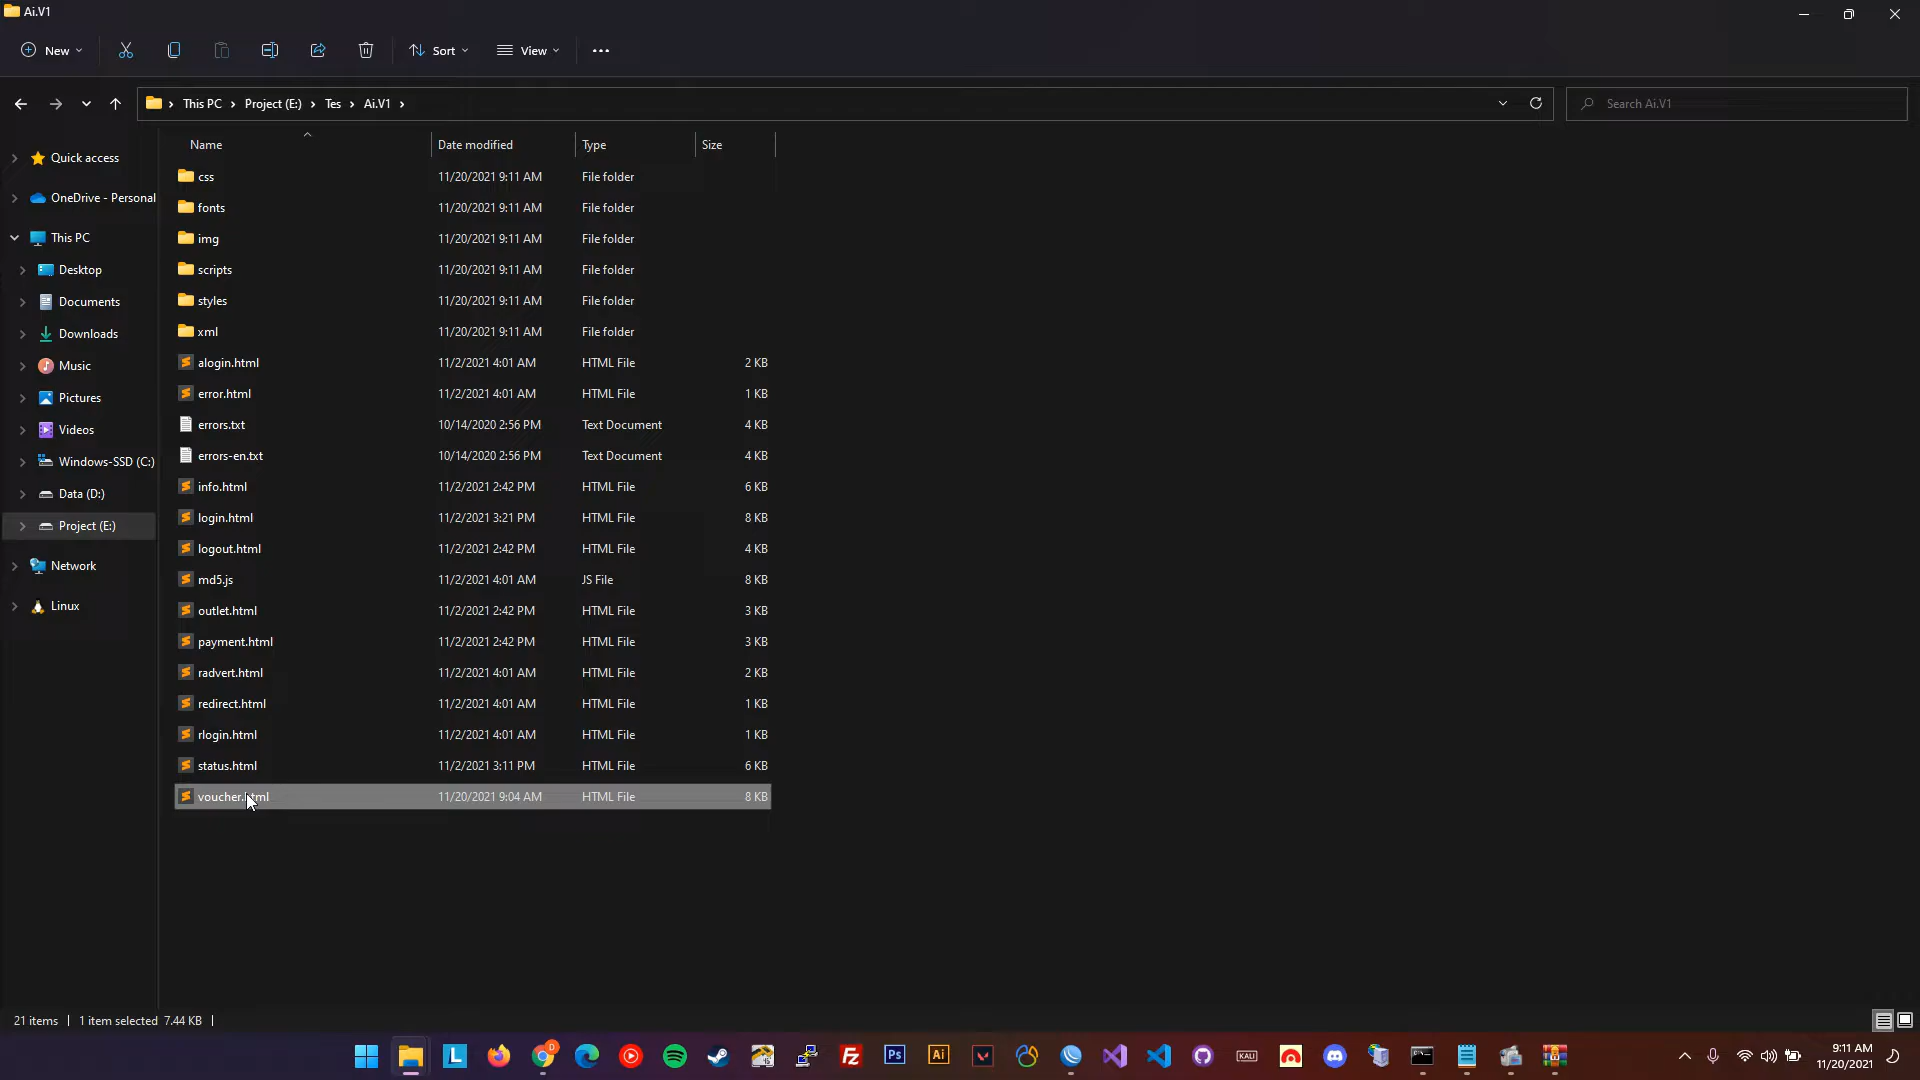 Ai.V1
New
Sort
View
This PC
Project (E:)
Tes
Ai.V1
Search Ai.V1
Quick access
OneDrive - Personal
This PC
Desktop
Documents
Downloads
Music
Pictures
Videos
Windows-SSD (C:)
Data (D:)
Project (E:)
Network
Linux
Name Date modified Type Size
css 11/20/2021 9:11 AM File folder
fonts 11/20/2021 9:11 AM File folder
img 11/20/2021 9:11 AM File folder
scripts 11/20/2021 9:11 AM File folder
styles 11/20/2021 9:11 AM File folder
xml 11/20/2021 9:11 AM File folder
alogin.html 11/2/2021 4:01 AM HTML File 2 KB
error.html 11/2/2021 4:01 AM HTML File 1 KB
errors.txt 10/14/2020 2:56 PM Text Document 4 KB
errors-en.txt 10/14/2020 2:56 PM Text Document 4 KB
info.html 11/2/2021 2:42 PM HTML File 6 KB
login.html 11/2/2021 3:21 PM HTML File 8 KB
logout.html 11/2/2021 2:42 PM HTML File 4 KB
md5.js 11/2/2021 4:01 AM JS File 8 KB
outlet.html 11/2/2021 2:42 PM HTML File 3 KB
payment.html 11/2/2021 2:42 PM HTML File 3 KB
radvert.html 11/2/2021 4:01 AM HTML File 2 KB
redirect.html 11/2/2021 4:01 AM HTML File 1 KB
rlogin.html 11/2/2021 4:01 AM HTML File 1 KB
status.html 11/2/2021 3:11 PM HTML File 6 KB
voucher.html 11/20/2021 9:04 AM HTML File 8 KB
21 items 1 item selected 7.44 KB
L D FZ Ps Ai KALI
9:11 AM
11/20/2021